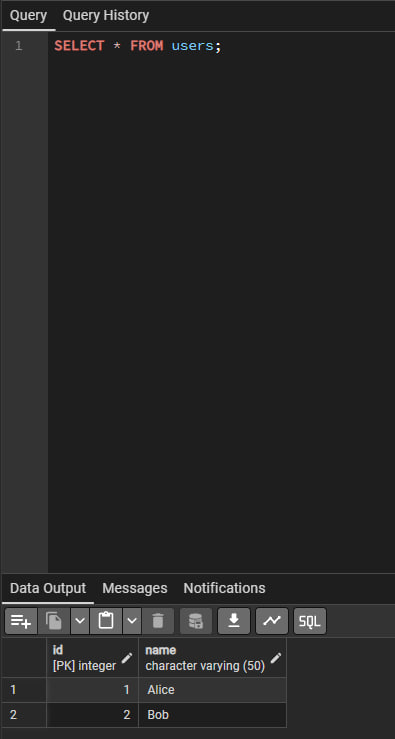 Query Query History
1 SELECT * FROM users;
Data Output Messages Notifications
SQL
id name
[PK] integer character varying (50)
1 1 Alice
2 2 Bob